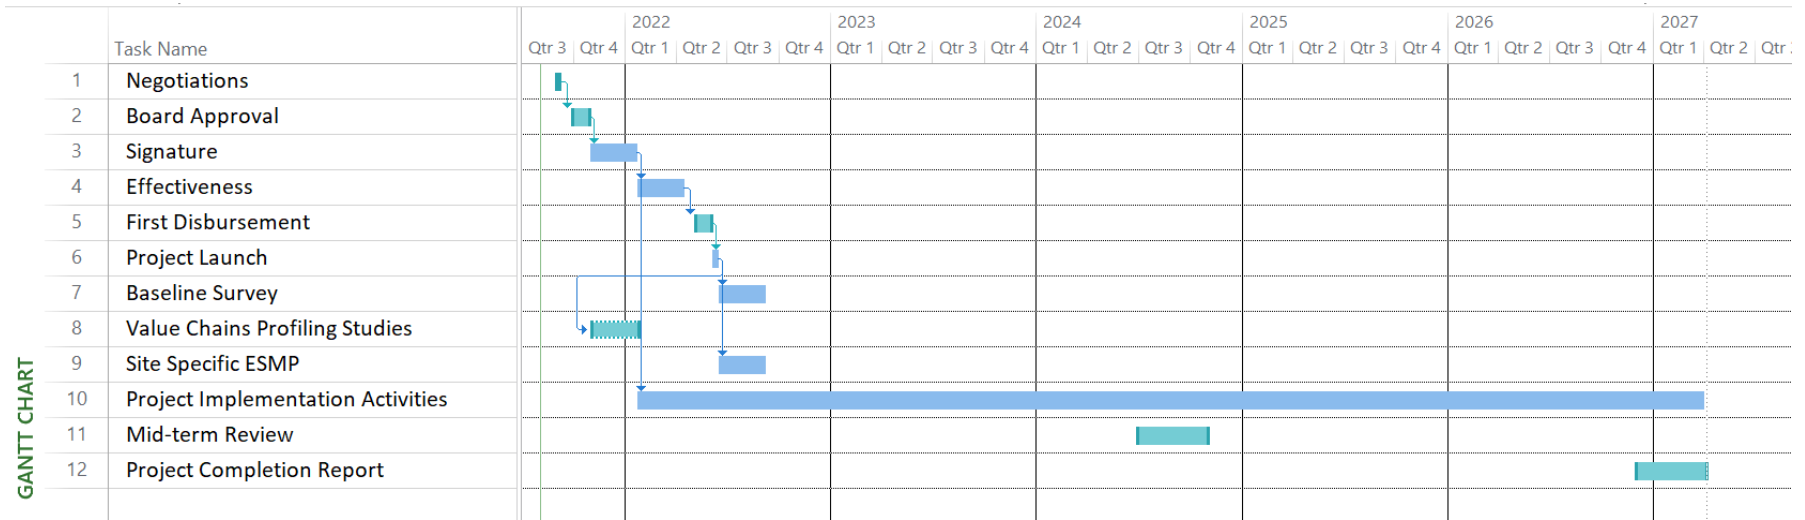 2022 2023 2024 2025 2026 2027
Task Name Qtr 3 Qtr 4 Qtr 1 Qtr 2 Qtr 3 Qtr 4 Qtr 1 Qtr 2 Qtr 3 Qtr 4 Qtr 1 Qtr 2 Qtr 3 Qtr 4 Qtr 1 Qtr 2 Qtr 3 Qtr 4 Qtr 1 Qtr 2 Qtr 3 Qtr 4 Qtr 1 Qtr 2 Qtr
1 Negotiations
2 Board Approval
3 Signature
4 Effectiveness
5 First Disbursement
6 Project Launch
7 Baseline Survey
8 Value Chains Profiling Studies
9 Site Specific ESMP
10 Project Implementation Activities
11 Mid-term Review
12 Project Completion Report
GANTT CHART